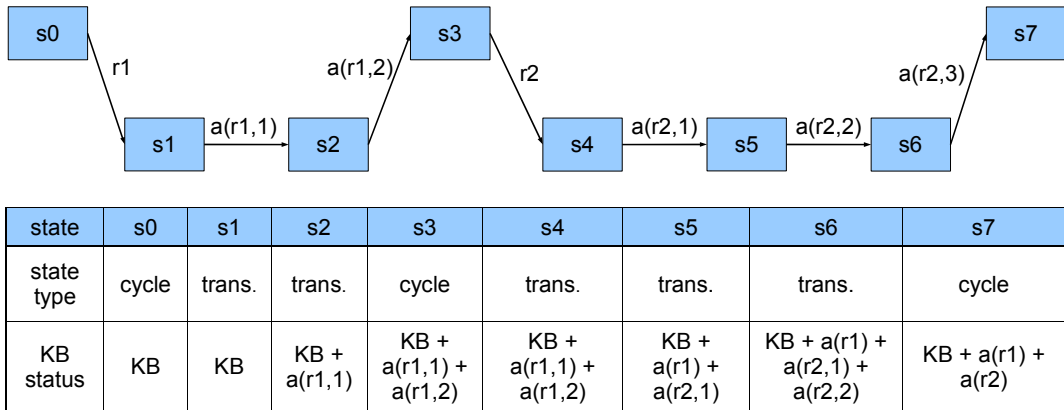 s0
s3
s7
r1
a(r1,2)
r2
a(r2,3)
s1
a(r1,1)
s2
s4
a(r2,1)
s5
a(r2,2)
s6
state s0 s1 s2 s3 s4 s5 s6 s7
state
type
cycle trans. trans. cycle trans. trans. trans. cycle
KB
status
KB
KB
KB +
a(r1,1)
KB +
a(r1,1) +
a(r1,2)
KB +
a(r1,1) +
a(r1,2)
KB +
a(r1) +
a(r2,1)
KB + a(r1) +
a(r2,1) +
a(r2,2)
KB + a(r1) +
a(r2)